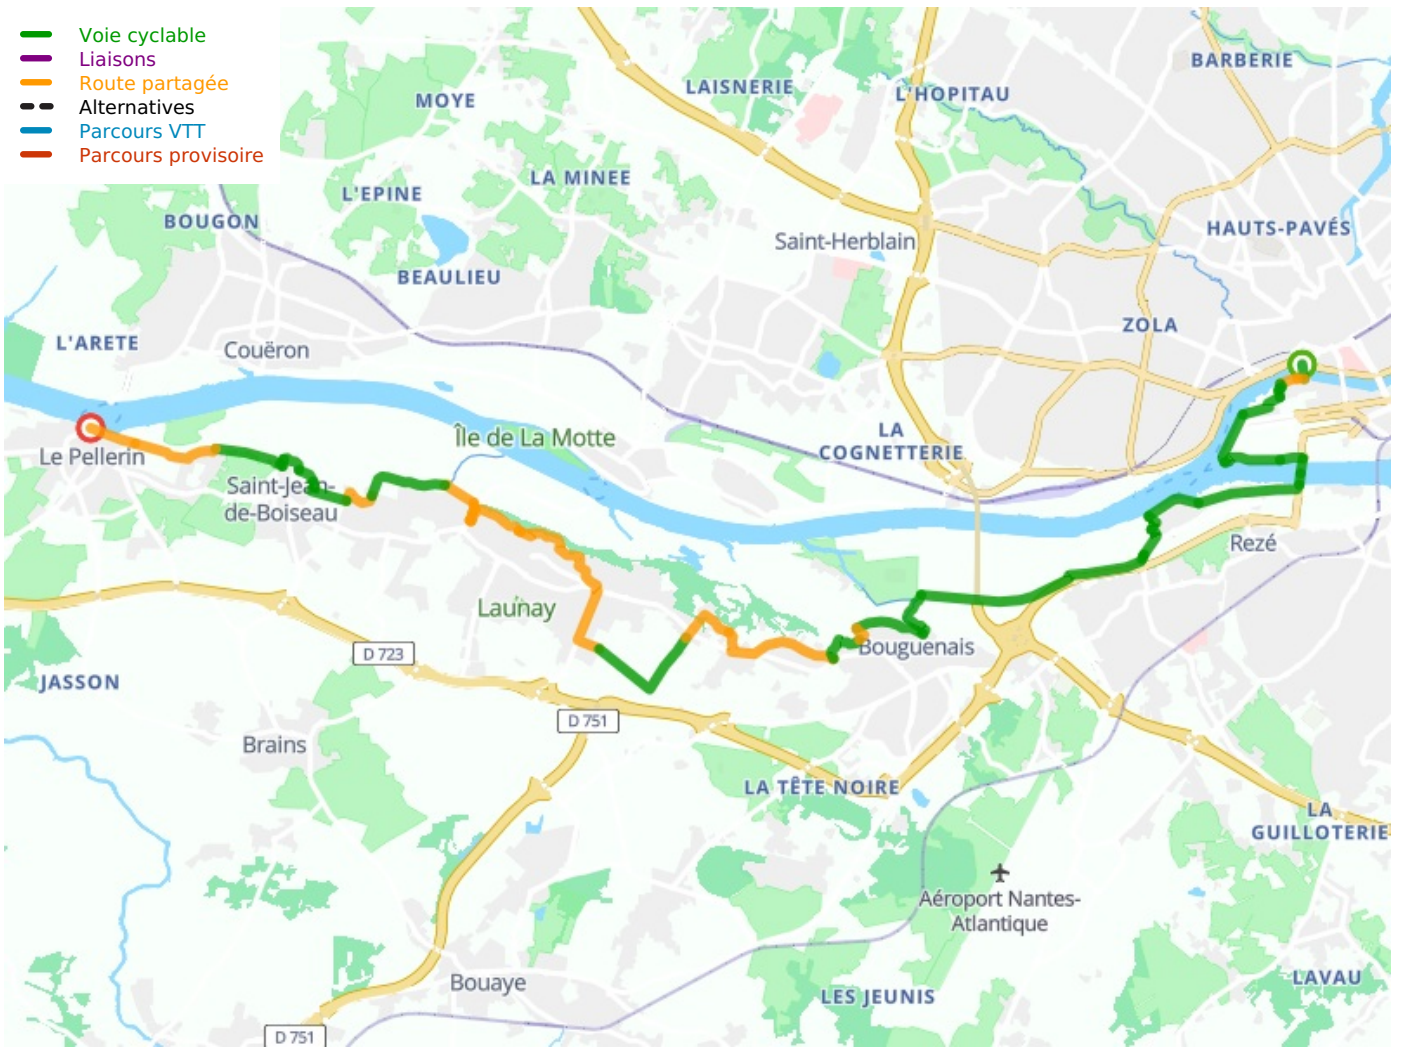 Voie cyclable
Liaisons
Route partagée
Alternatives
Parcours VTT
Parcours provisoire
BARBERIE
LAISNERIE
L'HOPITAU
MOYE
LA MINEE
L'EPINE
BOUGON
HAUTS-PAVÉS
Saint-Herblain
BEAULIEU
ZOLA
L'ARETE
Couëron
LA
COGNETTERIE
Île de La Motte
Le Pellerin
Saint-Jean-
de-Boiseau
Rezé
Launay
Bouguenais
D 723
JASSON
D 751
Brains
LA TÊTE NOIRE
LA
GUILLOTERIE
Aéroport Nantes-
Atlantique
Bouaye
LES JEUNIS
LAVAU
D 751